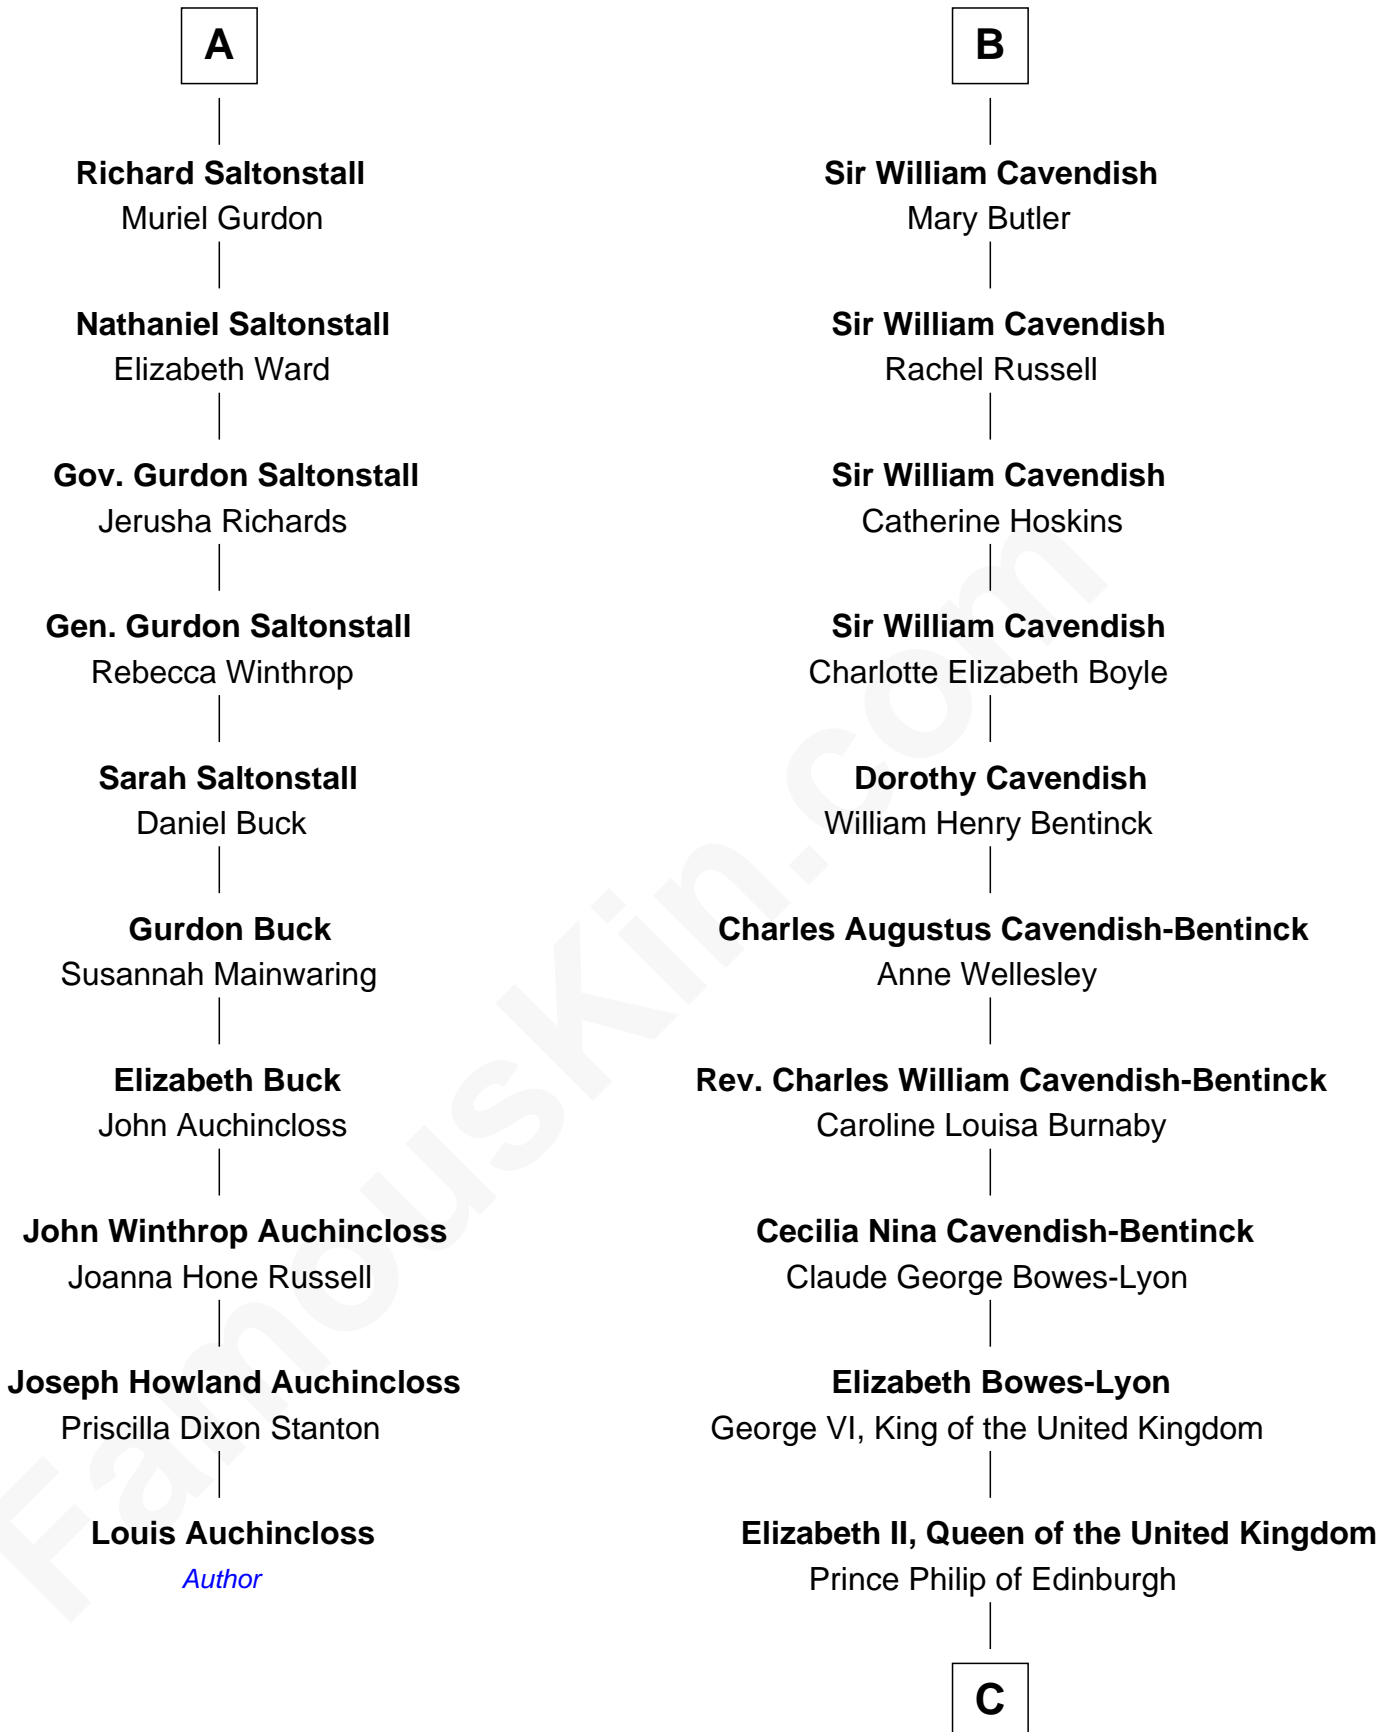 A
Richard Saltonstall
Muriel Gurdon
Nathaniel Saltonstall
Elizabeth Ward
Gov. Gurdon Saltonstall
Jerusha Richards
Gen. Gurdon Saltonstall
Rebecca Winthrop
Sarah Saltonstall
Daniel Buck
Gurdon Buck
Susannah Mainwaring
Elizabeth Buck
John Auchincloss
John Winthrop Auchincloss
Joanna Hone Russell
Joseph Howland Auchincloss
Priscilla Dixon Stanton
Louis Auchincloss
Author
B
Sir William Cavendish
Mary Butler
Sir William Cavendish
Rachel Russell
Sir William Cavendish
Catherine Hoskins
Sir William Cavendish
Charlotte Elizabeth Boyle
Dorothy Cavendish
William Henry Bentinck
Charles Augustus Cavendish-Bentinck
Anne Wellesley
Rev. Charles William Cavendish-Bentinck
Caroline Louisa Burnaby
Cecilia Nina Cavendish-Bentinck
Claude George Bowes-Lyon
Elizabeth Bowes-Lyon
George VI, King of the United Kingdom
Elizabeth II, Queen of the United Kingdom
Prince Philip of Edinburgh
C
FamousKin.com